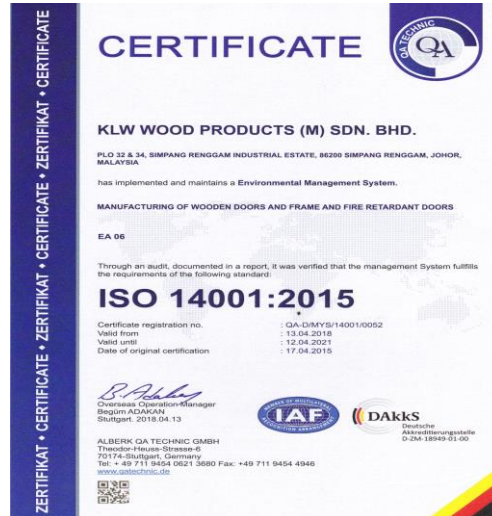 CERTIFICATE
QA TECHNIC
QA
KLW WOOD PRODUCTS (M) SDN. BHD.
PLO 32 & 34, SIMPANG RENGGAM INDUSTRIAL ESTATE, 86200 SIMPANG RENGGAM, JOHOR,
MALAYSIA
has implemented and maintains a Environmental Management System.
MANUFACTURING OF WOODEN DOORS AND FRAME AND FIRE RETARDANT DOORS
EA 06
Through an audit, documented in a report, it was verified that the management System fullfills
the requirements of the following standard:
ISO 14001:2015
Certificate registration no. : QA-D/MYS/14001/0052
Valid from : 13.04.2018
Valid until : 12.04.2021
Date of original certification : 17.04.2015
B. Adakan
Overseas Operation Manager
Begüm ADAKAN
Stuttgart, 2018.04.13
MEMBER OF MULTILATERAL
RECOGNITION ARRANGEMENT
IAF
DAkkS
Deutsche
Akkreditierungsstelle
D-ZM-18949-01-00
ALBERK QA TECHNIC GMBH
Theodor-Heuss-Strasse-6
70174-Stuttgart, Germany
Tel: + 49 711 9454 0621 3680 Fax: +49 711 9454 4946
www.qatechnic.de
ZERTIFIKAT • CERTIFICATE • ZERTIFIKAT • CERTIFICATE • ZERTIFIKAT • CERTIFICATE